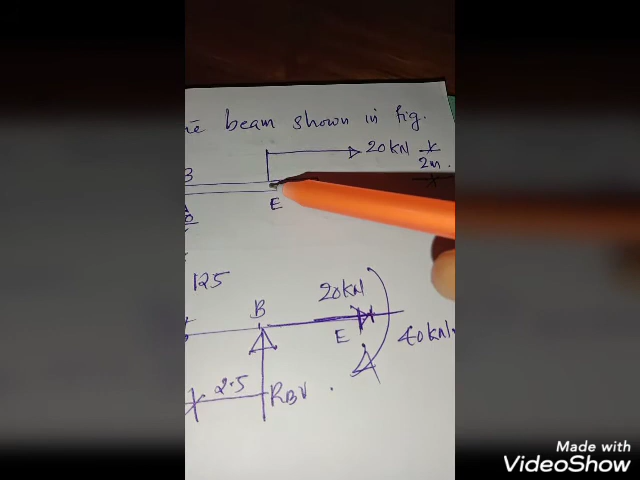 beam shown in fig.
20KN
2m.
B
E
125
B
20KN
E
40KN
2.5
RBV
Made with
VideoShow